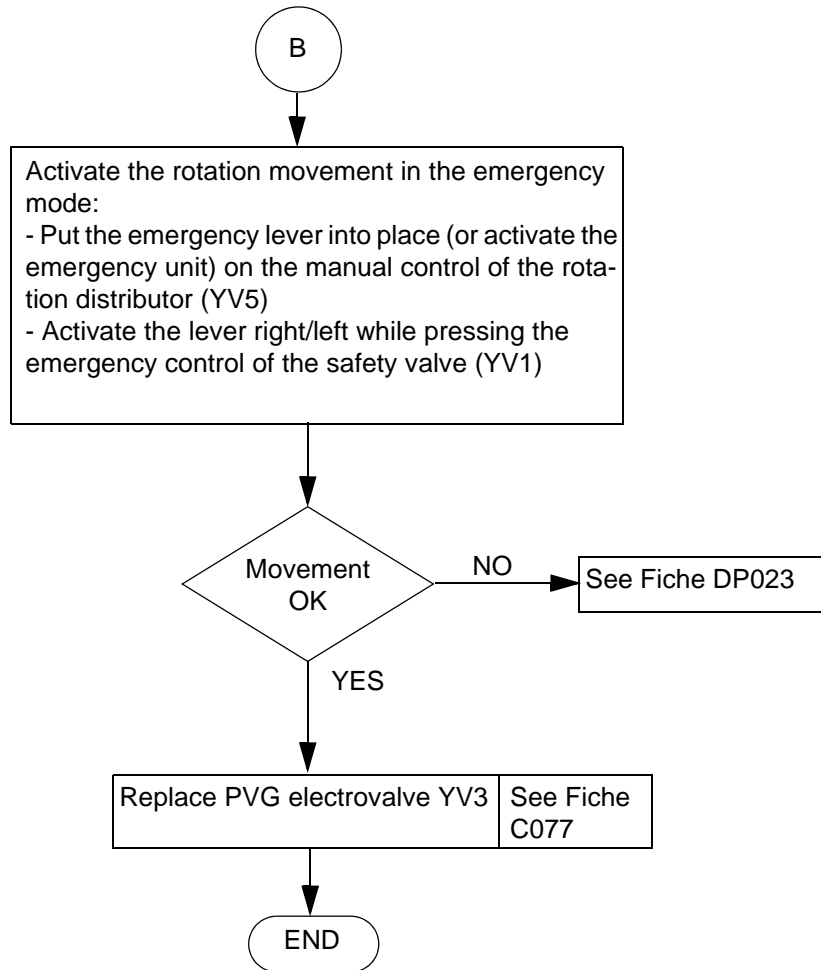 B
Activate the rotation movement in the emergency
mode:
- Put the emergency lever into place (or activate the
emergency unit) on the manual control of the rota-
tion distributor (YV5)
- Activate the lever right/left while pressing the
emergency control of the safety valve (YV1)
Movement
OK
NO
See Fiche DP023
YES
Replace PVG electrovalve YV3
See Fiche
C077
END